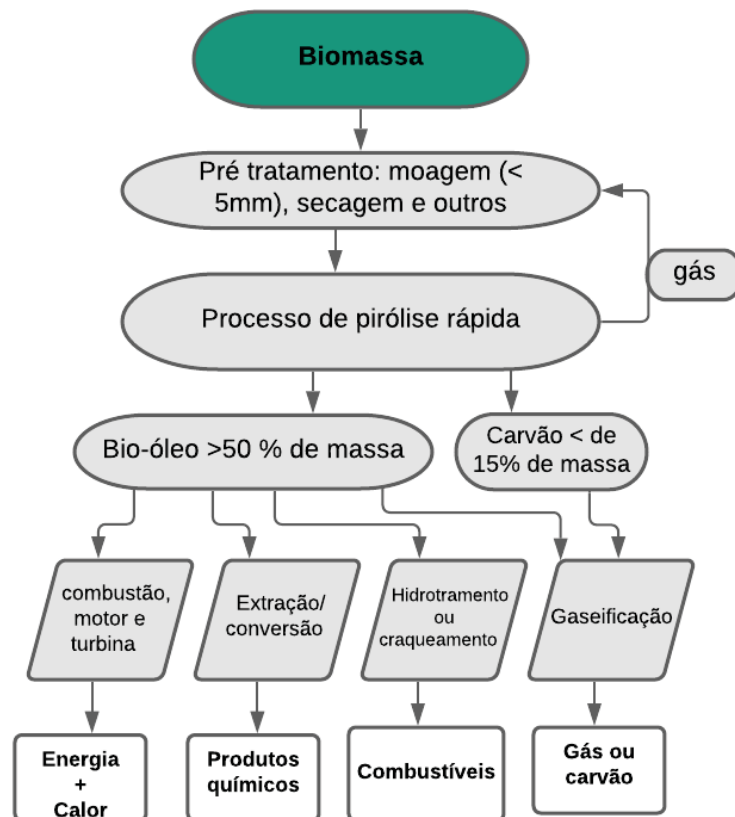 Biomassa
Pré tratamento: moagem (<
5mm), secagem e outros
gás
Processo de pirólise rápida
Bio-óleo >50 % de massa
Carvão < de
15% de massa
combustão,
motor e
turbina
Extração/
conversão
Hidrotramento
ou
craqueamento
Gaseificação
Energia
+
Calor
Produtos
químicos
Combustíveis
Gás ou
carvão